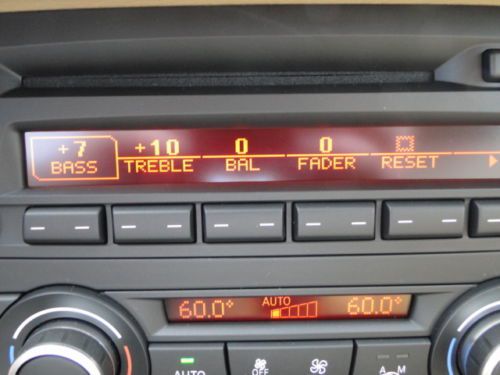 +7 +10 0 0
BASS TREBLE BAL FADER RESET
AUTO
60.0° 60.0°
AUTO OFF A M